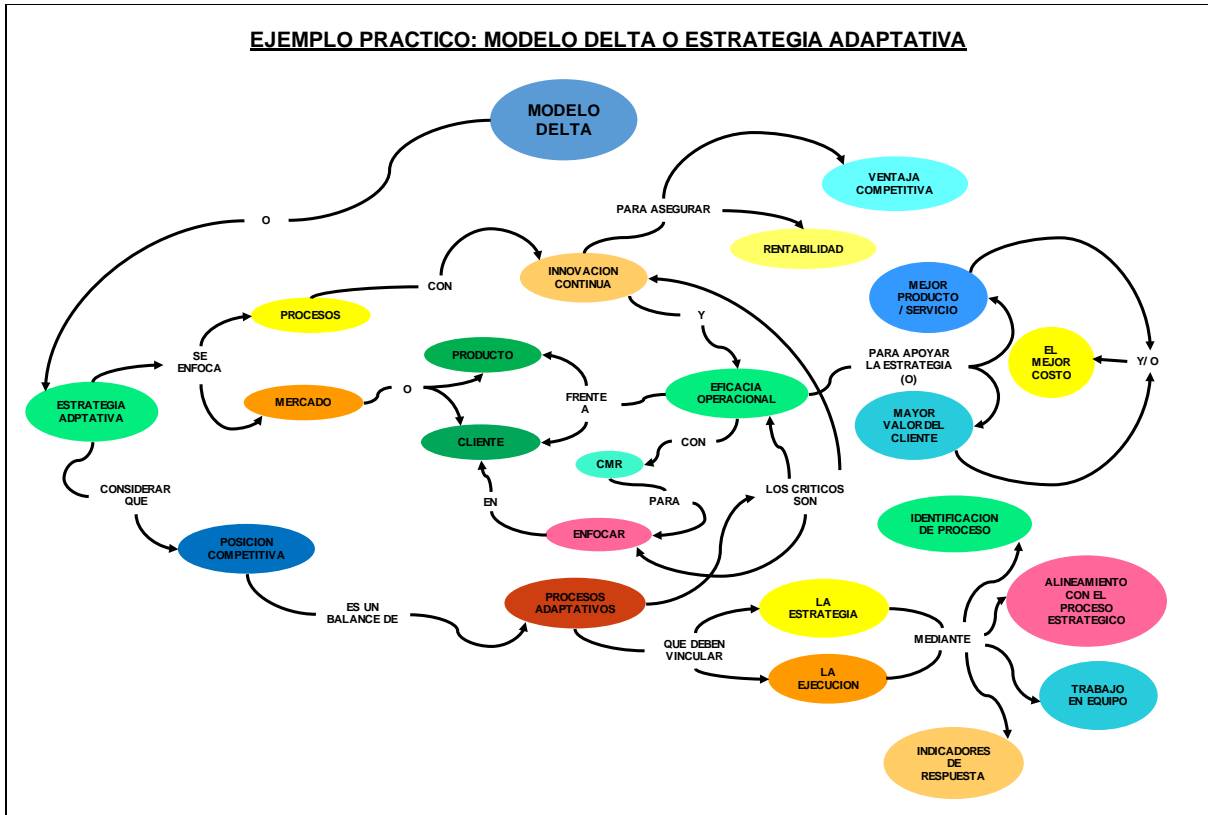 EJEMPLO PRACTICO: MODELO DELTA O ESTRATEGIA ADAPTATIVA
MODELO
DELTA
O
ESTRATEGIA
ADPTATIVA
SE
ENFOCA
PROCESOS
CON
INNOVACION
CONTINUA
PARA ASEGURAR
VENTAJA
COMPETITIVA
RENTABILIDAD
Y
MERCADO
O
PRODUCTO
CLIENTE
FRENTE
A
EFICACIA
OPERACIONAL
PARA APOYAR
LA ESTRATEGIA
(O)
MEJOR
PRODUCTO
/ SERVICIO
EL
MEJOR
COSTO
Y/ O
MAYOR
VALOR DEL
CLIENTE
CON
CMR
PARA
ENFOCAR
EN
LOS CRITICOS
SON
CONSIDERAR
QUE
POSICION
COMPETITIVA
ES UN
BALANCE DE
PROCESOS
ADAPTATIVOS
QUE DEBEN
VINCULAR
LA
ESTRATEGIA
LA
EJECUCION
MEDIANTE
IDENTIFICACION
DE PROCESO
ALINEAMIENTO
CON EL
PROCESO
ESTRATEGICO
TRABAJO
EN EQUIPO
INDICADORES
DE
RESPUESTA